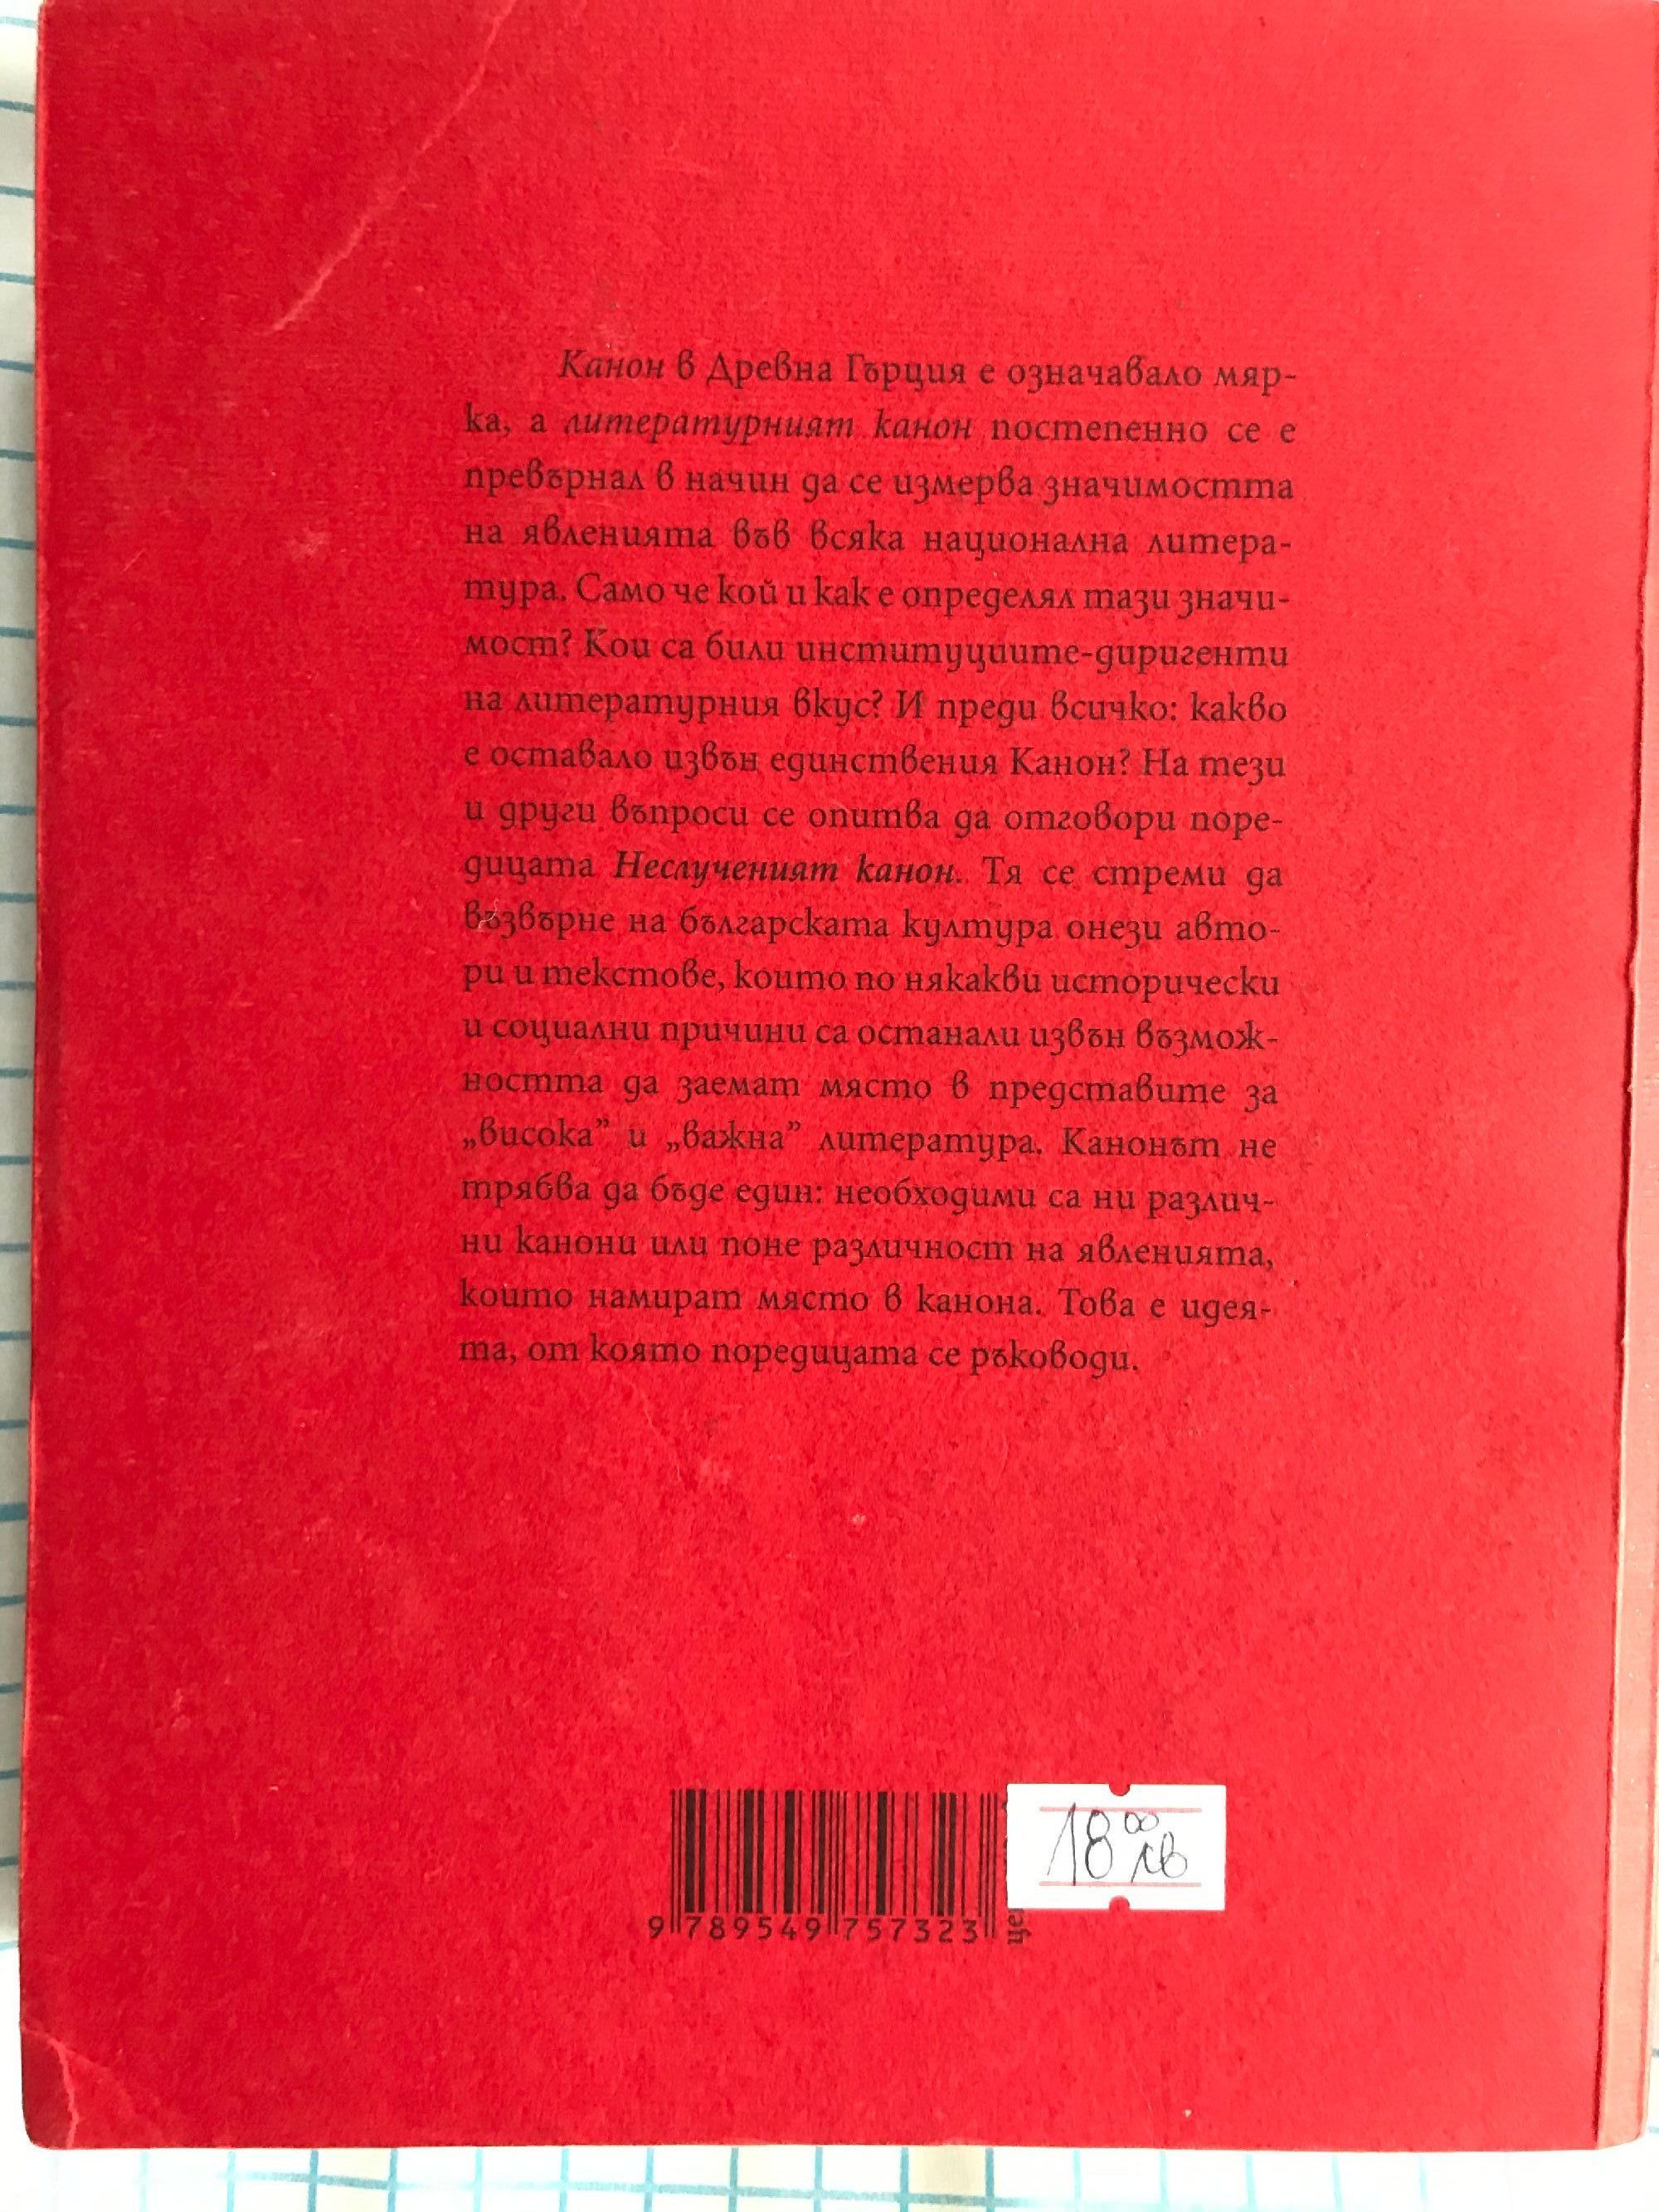 Канон в Древна Гърция е означавало мяр-
ка, а литературният канон постепенно се е
превърнал в начин да се измерва значимостта
на явленията във всяка национална литера-
тура. Само че кой и как е определял тази значи-
мост? Кои са били институциите-диригенти
на литературния вкус? И преди всичко: какво
е оставало извън единствения Канон? На тези
и други въпроси се опитва да отговори поре-
дицата Неслученият канон. Тя се стреми да
възвърне на българската култура онези авто-
ри и текстове, които по някакви исторически
и социални причини са останали извън възмож-
ността да заемат място в представите за
„висока” и „важна” литература. Канонът не
трябва да бъде един: необходими са ни различ-
ни канони или поне различност на явленията,
които намират място в канона. Това е идея-
та, от която поредицата се ръководи.
18 00 лв
9 789549 757323